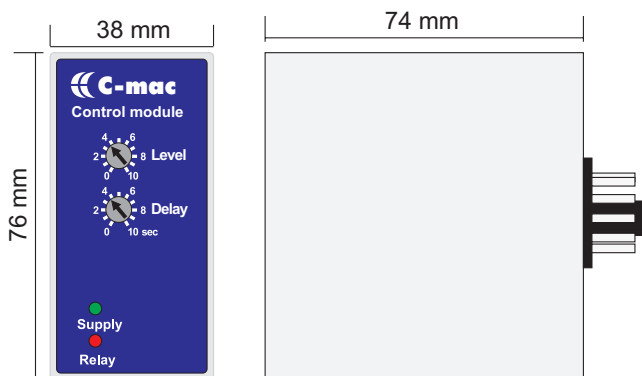 38 mm
74 mm
76 mm
C-mac
Control module
4 6
2 8 Level
0 10
4 6
2 8 Delay
0 10 sec
Supply
Relay